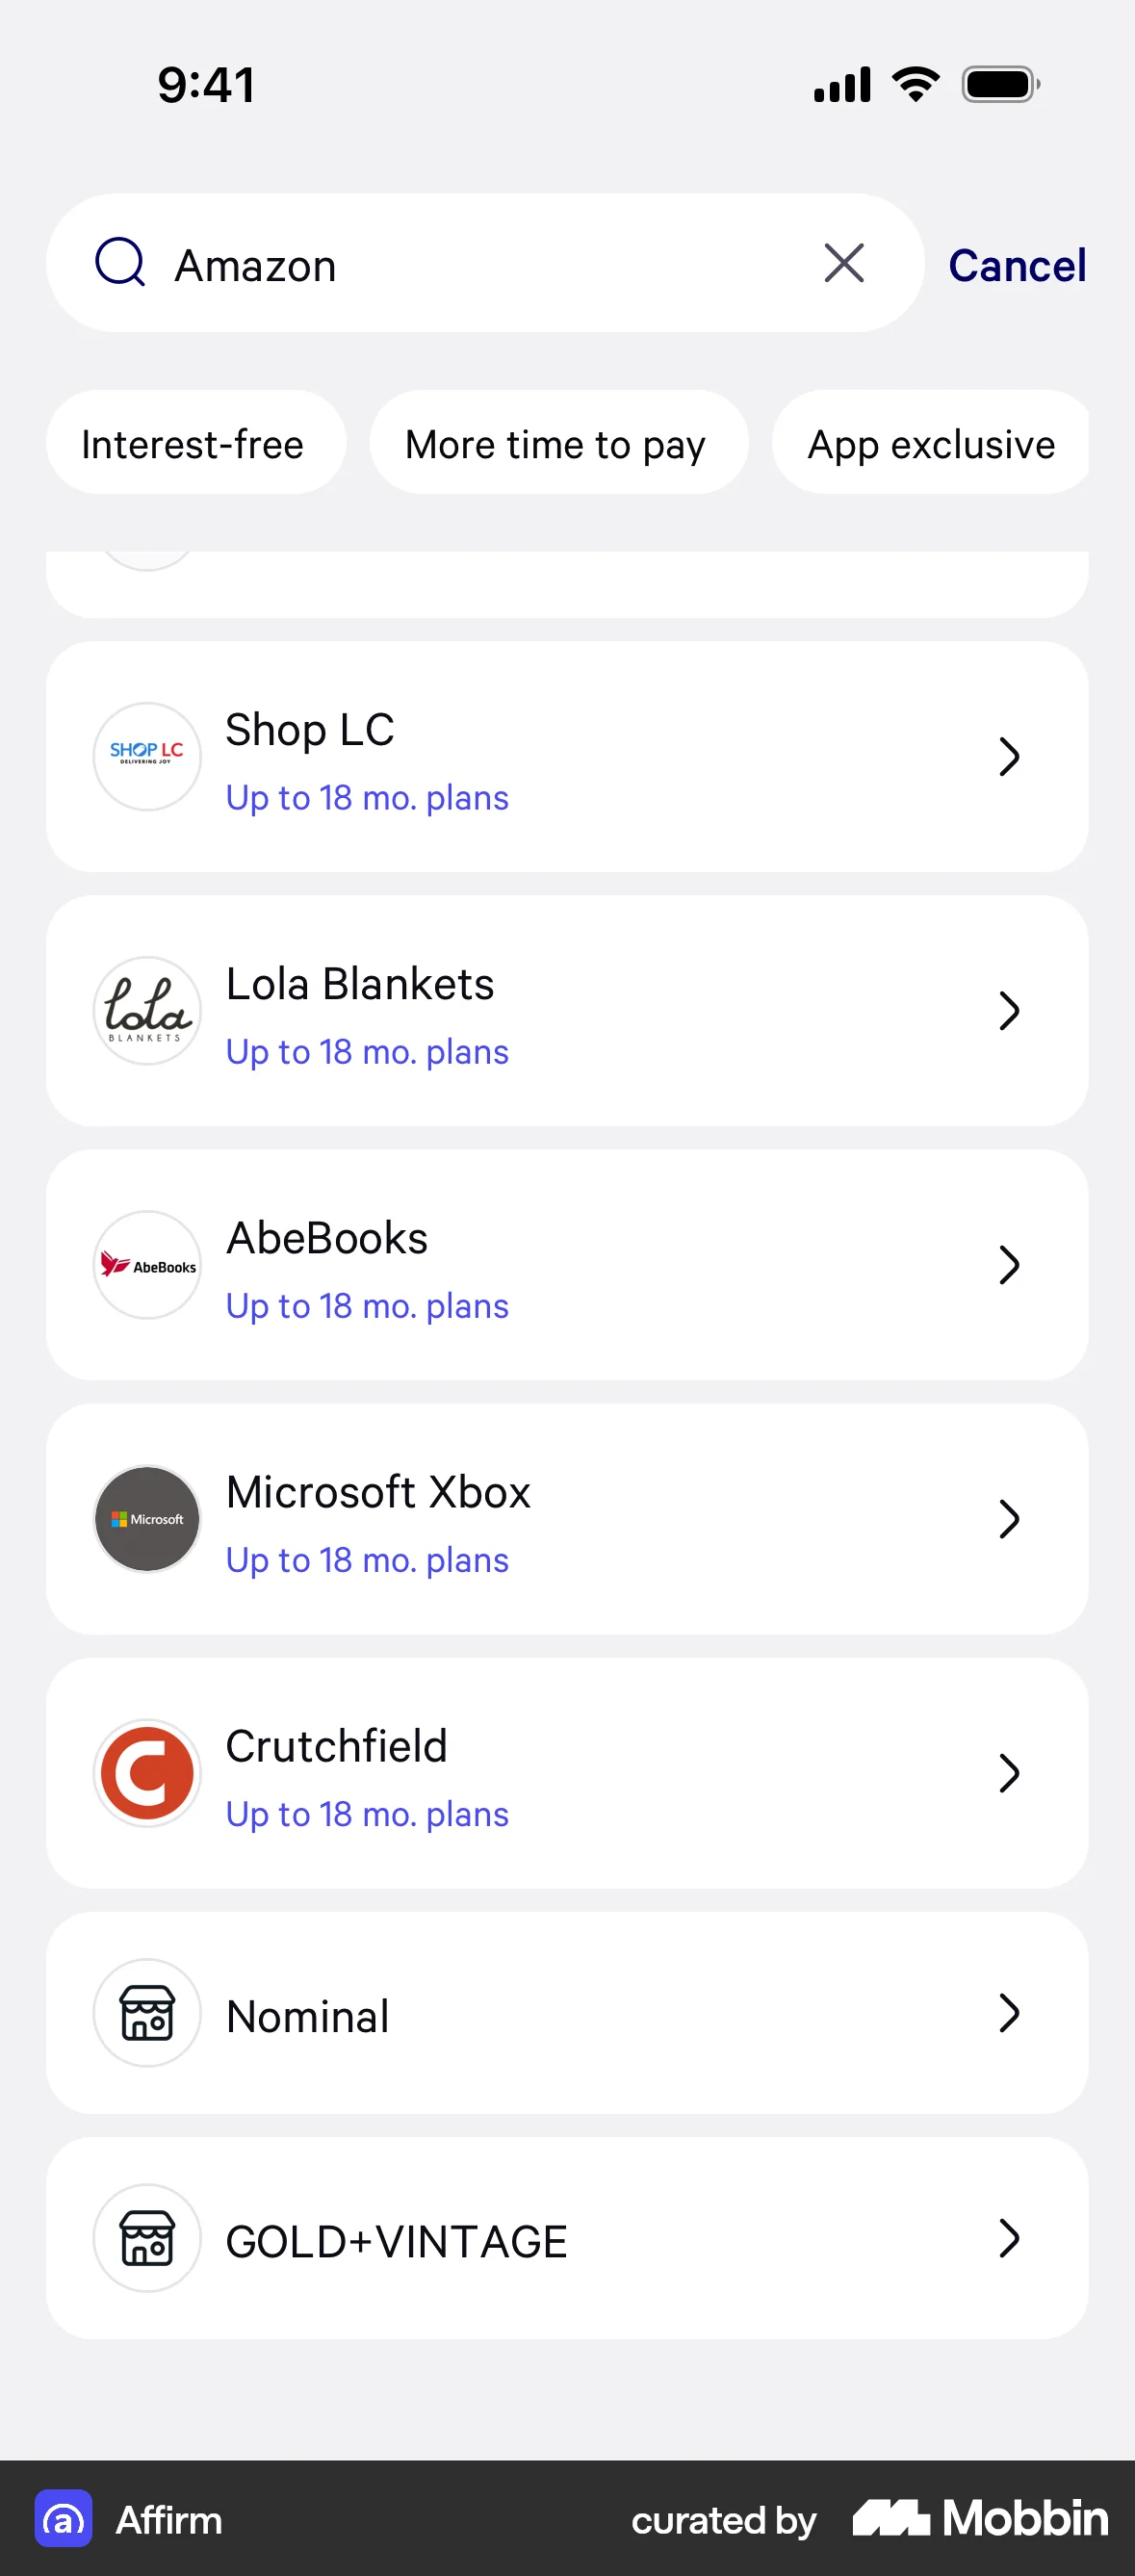 9:41
Amazon
Cancel
Interest-free
More time to pay
App exclusive
SHOP LC
DELIVERING JOY
Shop LC
Up to 18 mo. plans
lola
BLANKETS
Lola Blankets
Up to 18 mo. plans
AbeBooks
AbeBooks
Up to 18 mo. plans
Microsoft
Microsoft Xbox
Up to 18 mo. plans
C
Crutchfield
Up to 18 mo. plans
Nominal
GOLD+VINTAGE
a Affirm
curated by Mobbin